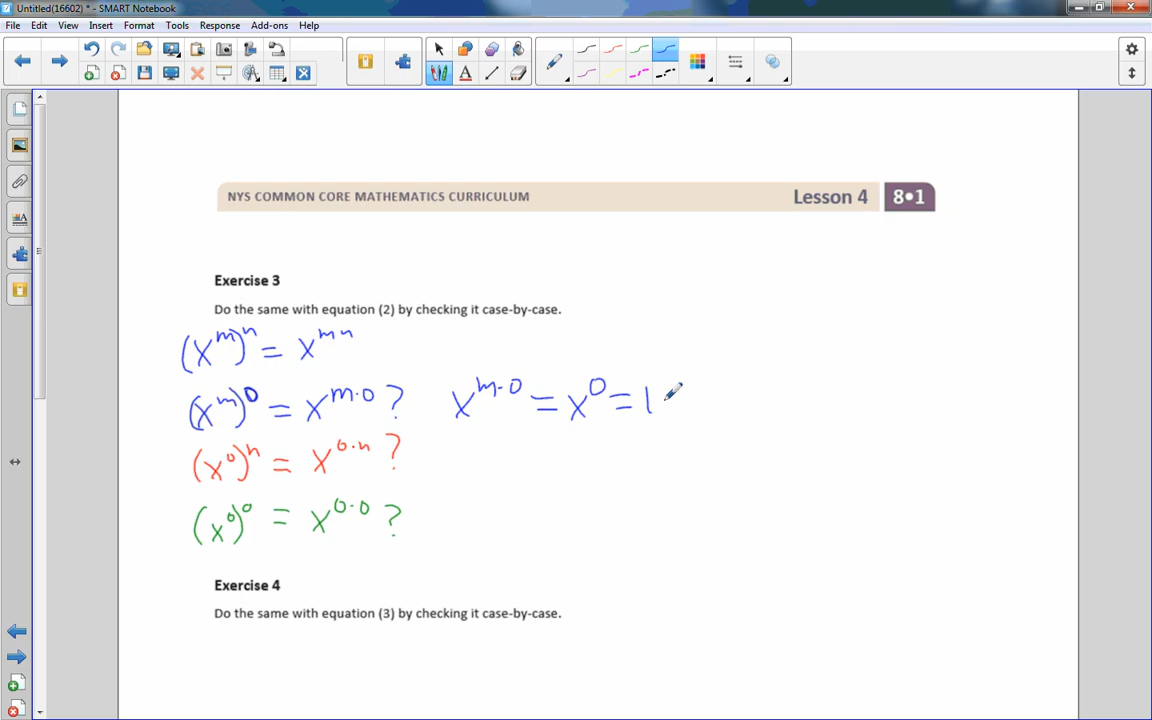 Untitled(16602) * - SMART Notebook
File Edit View Insert Format Tools Response Add-ons Help
NYS COMMON CORE MATHEMATICS CURRICULUM Lesson 4 8•1
Exercise 3
Do the same with equation (2) by checking it case-by-case.
(x^m)^n = x^mn
(x^m)^0 = x^m·0 ? x^m·0 = x^0 = 1
(x^0)^n = x^0·n ?
(x^0)^0 = x^0·0 ?
Exercise 4
Do the same with equation (3) by checking it case-by-case.